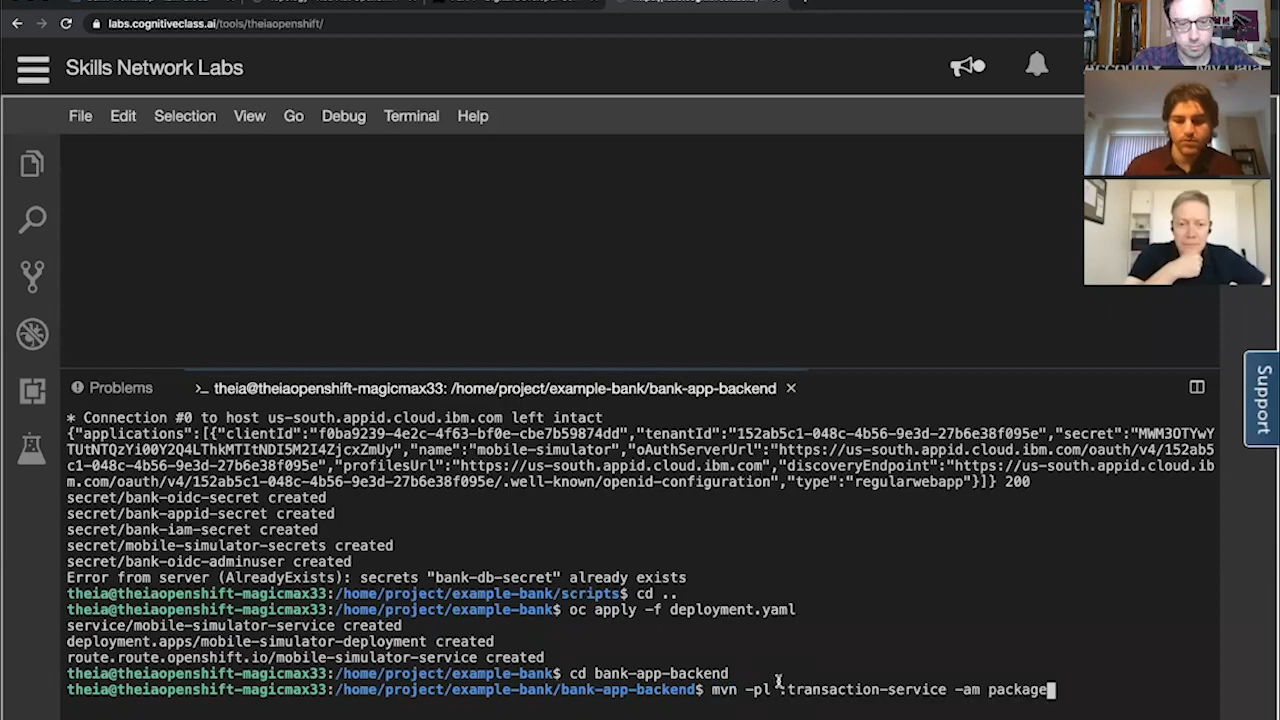 labs.cognitiveclass.ai/tools/theiaopenshift/
Skills Network Labs
File Edit Selection View Go Debug Terminal Help
Problems
>_ theia@theiaopenshift-magicmax33: /home/project/example-bank/bank-app-backend ×
* Connection #0 to host us-south.appid.cloud.ibm.com left intact
{"applications":[{"clientId":"f0ba9239-4e2c-4f63-bf0e-cbe7b59874dd","tenantId":"152ab5c1-048c-4b56-9e3d-27b6e38f095e","secret":"MWM3OTYwY
TUtNTQzYi00Y2Q4LThkMTItNDI5M2I4ZjcxZmUy","name":"mobile-simulator","oAuthServerUrl":"https://us-south.appid.cloud.ibm.com/oauth/v4/152ab5
c1-048c-4b56-9e3d-27b6e38f095e","profilesUrl":"https://us-south.appid.cloud.ibm.com","discoveryEndpoint":"https://us-south.appid.cloud.ib
m.com/oauth/v4/152ab5c1-048c-4b56-9e3d-27b6e38f095e/.well-known/openid-configuration","type":"regularwebapp"}]} 200
secret/bank-oidc-secret created
secret/bank-appid-secret created
secret/bank-iam-secret created
secret/mobile-simulator-secrets created
secret/bank-oidc-adminuser created
Error from server (AlreadyExists): secrets "bank-db-secret" already exists
theia@theiaopenshift-magicmax33:/home/project/example-bank/scripts$ cd ..
theia@theiaopenshift-magicmax33:/home/project/example-bank$ oc apply -f deployment.yaml
service/mobile-simulator-service created
deployment.apps/mobile-simulator-deployment created
route.route.openshift.io/mobile-simulator-service created
theia@theiaopenshift-magicmax33:/home/project/example-bank$ cd bank-app-backend
theia@theiaopenshift-magicmax33:/home/project/example-bank/bank-app-backend$ mvn -pl :transaction-service -am package
Support